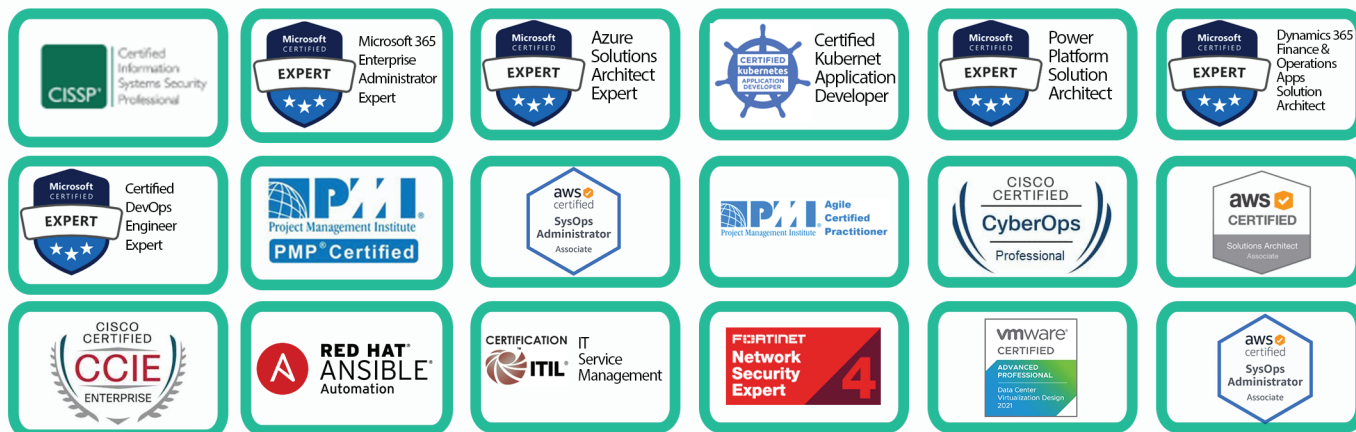 CISSP®
Certified
Information
Systems Security
Professional
Microsoft
CERTIFIED
EXPERT
Microsoft 365
Enterprise
Administrator
Expert
Microsoft
CERTIFIED
EXPERT
Azure
Solutions
Architect
Expert
CERTIFIED
kubernetes
APPLICATION
DEVELOPER
Certified
Kubernet
Application
Developer
Microsoft
CERTIFIED
EXPERT
Power
Platform
Solution
Architect
Microsoft
CERTIFIED
EXPERT
Dynamics 365
Finance &
Operations
Apps
Solution
Architect
Microsoft
CERTIFIED
EXPERT
Certified
DevOps
Engineer
Expert
PMI®
Project Management Institute
PMP® Certified
aws
certified
SysOps
Administrator
Associate
PMI®
Project Management Institute
Agile
Certified
Practitioner
CISCO
CERTIFIED
CyberOps
Professional
aws
CERTIFIED
Solutions Architect
Associate
CISCO
CERTIFIED
CCIE
ENTERPRISE
RED HAT®
ANSIBLE®
Automation
CERTIFICATION
ITIL®
IT
Service
Management
FORTINET
Network
Security
Expert
4
vmware®
CERTIFIED
ADVANCED
PROFESSIONAL
Data Center
Virtualization Design
2021
aws
certified
SysOps
Administrator
Associate